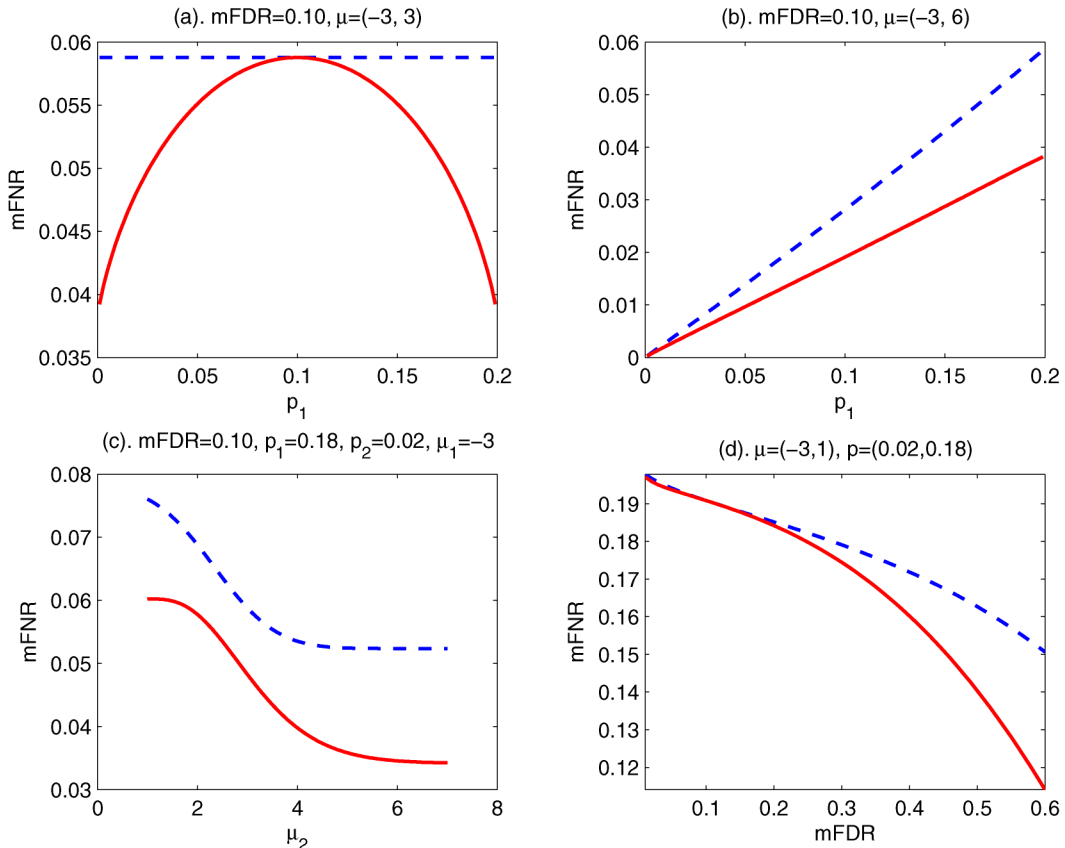 (a). mFDR=0.10, μ=(−3, 3)
0.06
0.055
0.05
0.045
0.04
0.035
mFNR
0 0.05 0.1 0.15 0.2
p₁
(b). mFDR=0.10, μ=(−3, 6)
0.06
0.05
0.04
0.03
0.02
0.01
0
mFNR
0 0.05 0.1 0.15 0.2
p₁
(c). mFDR=0.10, p₁=0.18, p₂=0.02, μ₁=−3
0.08
0.07
0.06
0.05
0.04
0.03
mFNR
0 2 4 6 8
μ₂
(d). μ=(−3,1), p=(0.02,0.18)
0.19
0.18
0.17
0.16
0.15
0.14
0.13
0.12
mFNR
0.1 0.2 0.3 0.4 0.5 0.6
mFDR